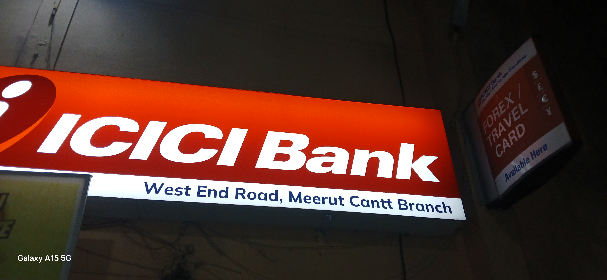 ICICI Bank
West End Road, Meerut Cantt Branch
FOREX /
TRAVEL
CARD
Available Here
Galaxy A15 5G